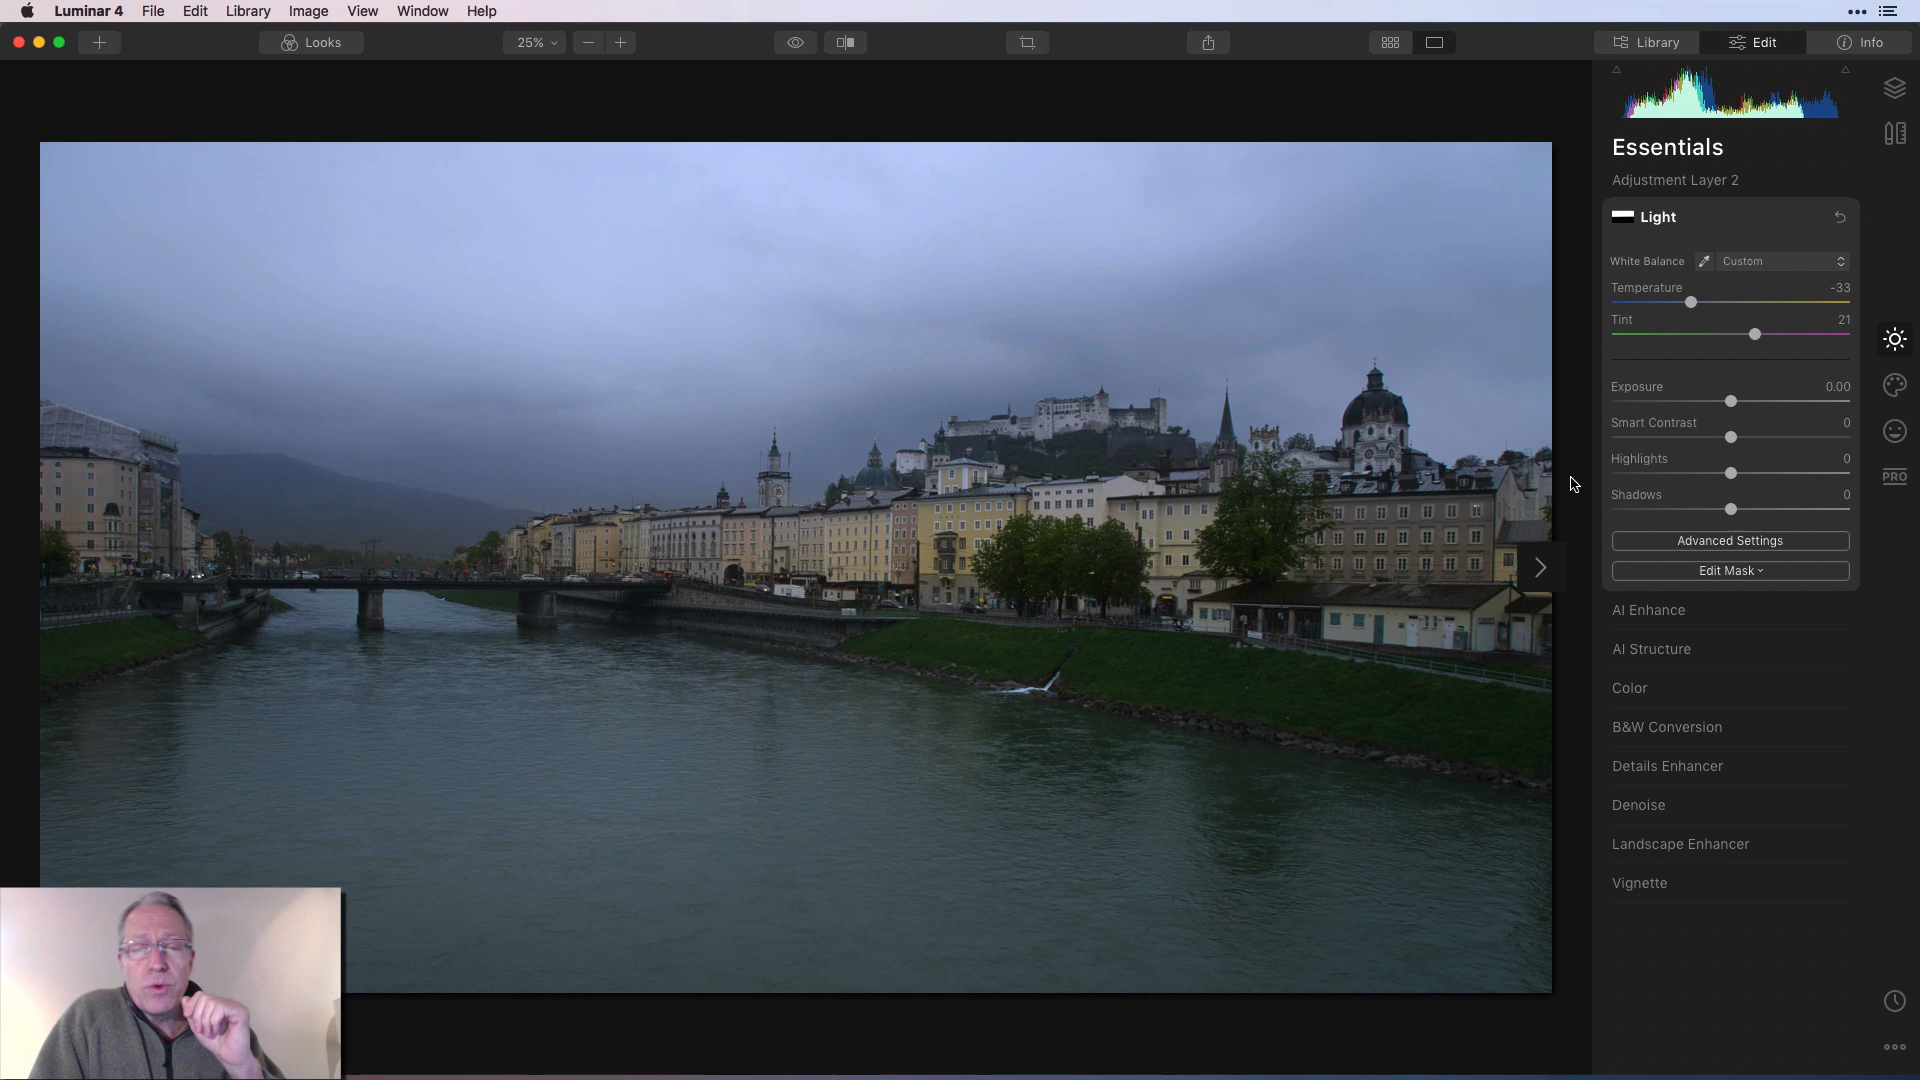 Luminar 4 File Edit Library Image View Window Help
Looks 25% Library Edit Info
Essentials
Adjustment Layer 2
Light
White Balance Custom
Temperature -33
Tint 21
Exposure 0.00
Smart Contrast 0
Highlights 0
Shadows 0
Advanced Settings
Edit Mask
AI Enhance
AI Structure
Color
B&W Conversion
Details Enhancer
Denoise
Landscape Enhancer
Vignette
PRO